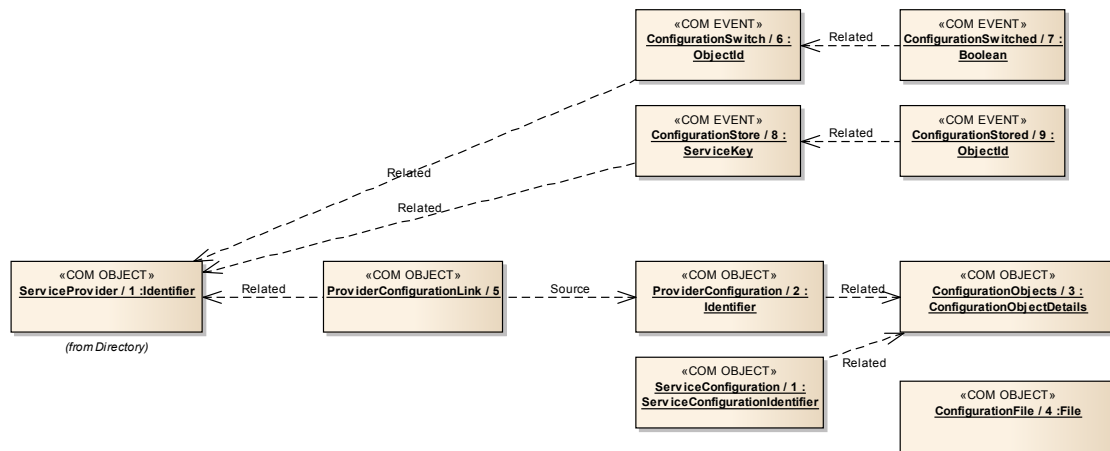 «COM EVENT»
ConfigurationSwitch / 6 :
ObjectId
Related
«COM EVENT»
ConfigurationSwitched / 7 :
Boolean
«COM EVENT»
ConfigurationStore / 8 :
ServiceKey
Related
«COM EVENT»
ConfigurationStored / 9 :
ObjectId
Related
Related
«COM OBJECT»
ServiceProvider / 1 :Identifier
(from Directory)
Related
«COM OBJECT»
ProviderConfigurationLink / 5
Source
«COM OBJECT»
ProviderConfiguration / 2 :
Identifier
Related
«COM OBJECT»
ConfigurationObjects / 3 :
ConfigurationObjectDetails
«COM OBJECT»
ServiceConfiguration / 1 :
ServiceConfigurationIdentifier
Related
«COM OBJECT»
ConfigurationFile / 4 :File